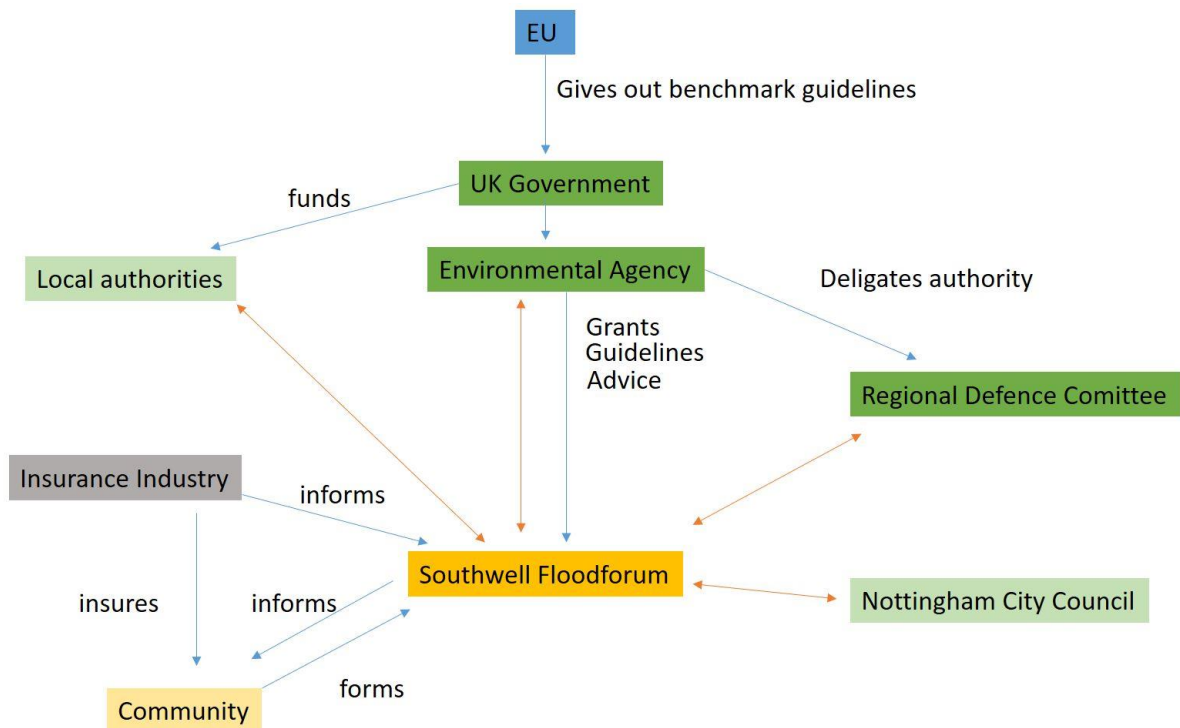 EU
Gives out benchmark guidelines
UK Government
funds
Local authorities
Environmental Agency
Deligates authority
Grants
Guidelines
Advice
Regional Defence Comittee
Insurance Industry
informs
Southwell Floodforum
insures
informs
Nottingham City Council
forms
Community